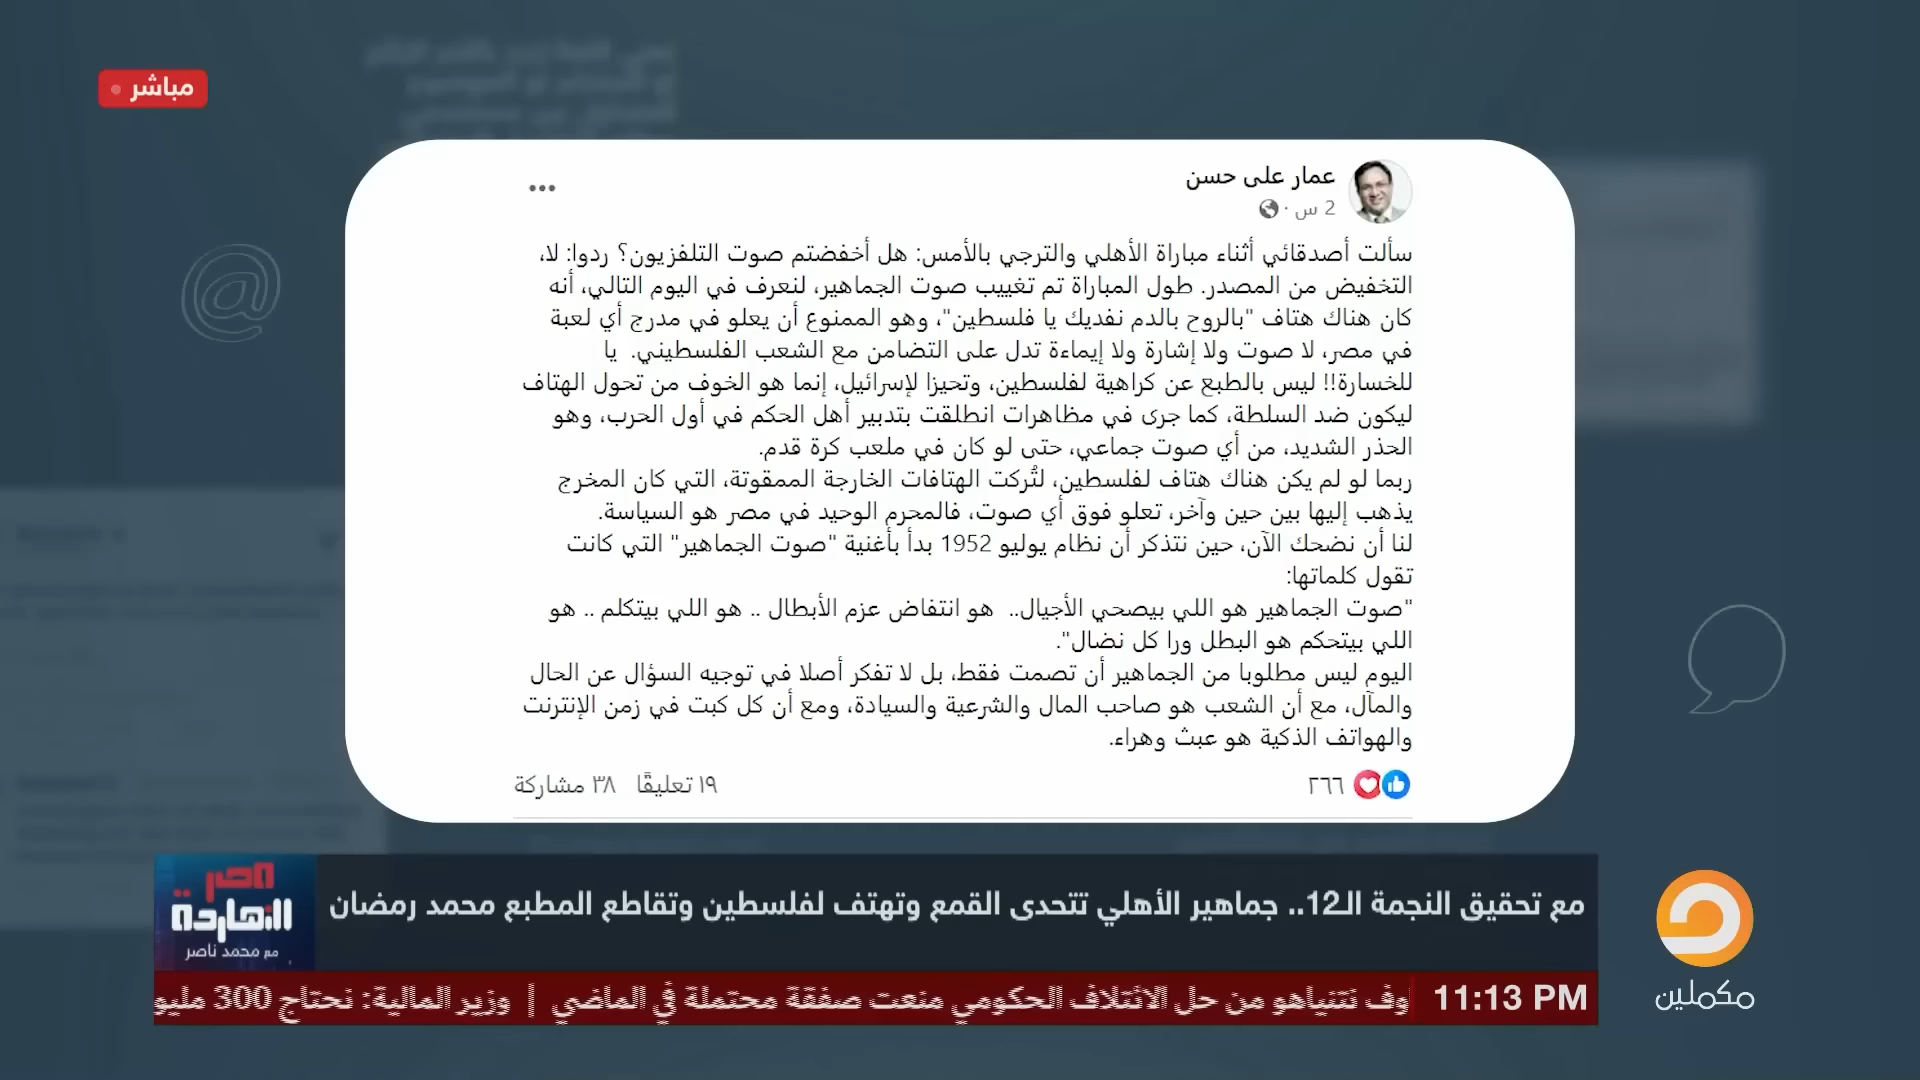 مباشر
عمار على حسن
2 س
سألت أصدقائي أثناء مباراة الأهلي والترجي بالأمس: هل أخفضتم صوت التلفزيون؟ ردوا: لا،
التخفيض من المصدر. طول المباراة تم تغييب صوت الجماهير، لنعرف في اليوم التالي، أنه
كان هناك هتاف "بالروح بالدم نفديك يا فلسطين"، وهو الممنوع أن يعلو في مدرج أي لعبة
في مصر، لا صوت ولا إشارة ولا إيماءة تدل على التضامن مع الشعب الفلسطيني. يا
للخسارة!! ليس بالطبع عن كراهية لفلسطين، وتحيزا لإسرائيل، إنما هو الخوف من تحول الهتاف
ليكون ضد السلطة، كما جرى في مظاهرات انطلقت بتدبير أهل الحكم في أول الحرب، وهو
الحذر الشديد، من أي صوت جماعي، حتى لو كان في ملعب كرة قدم.
ربما لو لم يكن هناك هتاف لفلسطين، لتُركت الهتافات الخارجة الممقوتة، التي كان المخرج
يذهب إليها بين حين وآخر، تعلو فوق أي صوت، فالمحرم الوحيد في مصر هو السياسة.
لنا أن نضحك الآن، حين نتذكر أن نظام يوليو 1952 بدأ بأغنية "صوت الجماهير" التي كانت
تقول كلماتها:
"صوت الجماهير هو اللي بيصحي الأجيال.. هو انتفاض عزم الأبطال .. هو اللي بيتكلم .. هو
اللي بيتحكم هو البطل ورا كل نضال".
اليوم ليس مطلوبا من الجماهير أن تصمت فقط، بل لا تفكر أصلا في توجيه السؤال عن الحال
والمآل، مع أن الشعب هو صاحب المال والشرعية والسيادة، ومع أن كل كبت في زمن الإنترنت
والهواتف الذكية هو عبث وهراء.
٢٦٦ ١٩ تعليقًا ٣٨ مشاركة
مع تحقيق النجمة الـ12.. جماهير الأهلي تتحدى القمع وتهتف لفلسطين وتقاطع المطبع محمد رمضان
مصر
النهاردة
مع محمد ناصر
11:13 PM وف نتنياهو من حل الائتلاف الحكومي منعت صفقة محتملة في الماضي | وزير المالية: نحتاج 300 مليو
مكملين